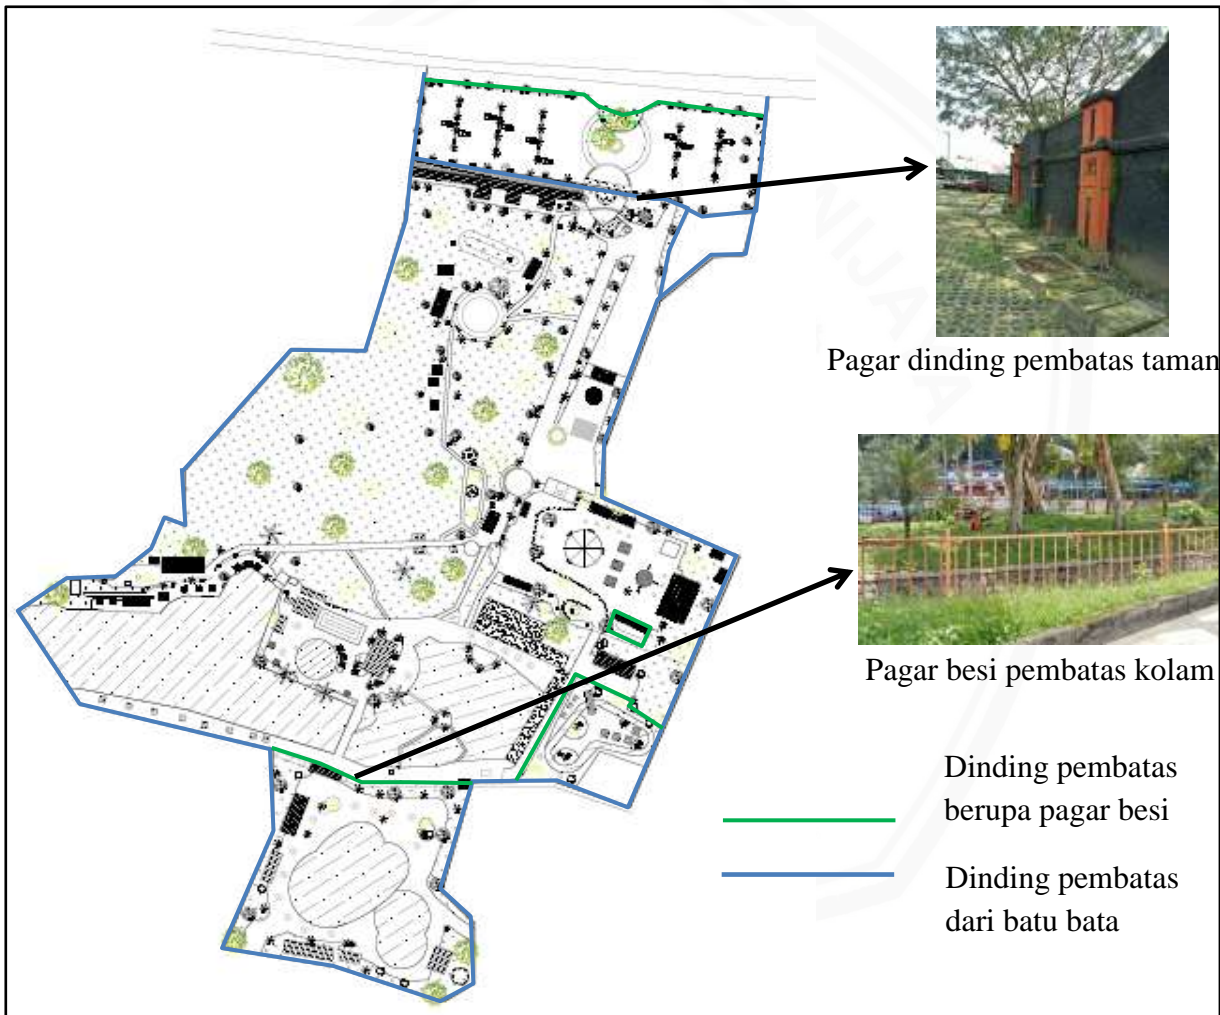 Pagar dinding pembatas taman
Pagar besi pembatas kolam
Dinding pembatas
berupa pagar besi
Dinding pembatas
dari batu bata